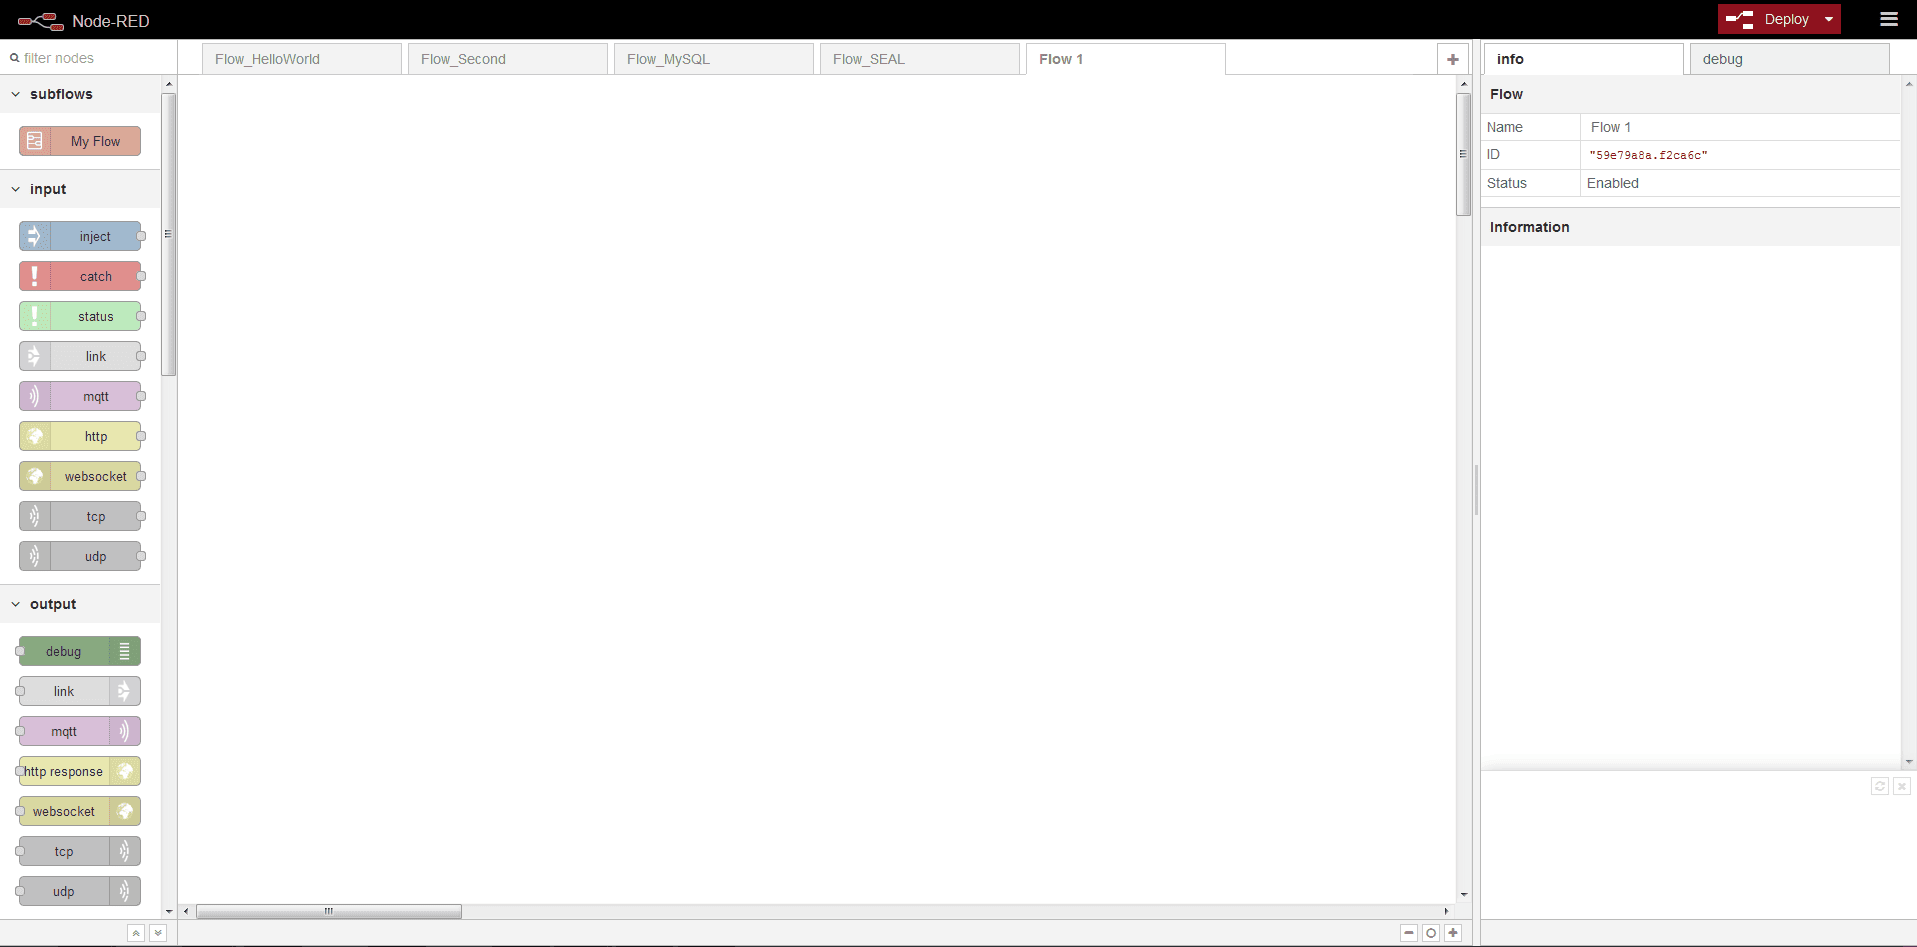 Node-RED
Deploy
filter nodes
Flow_HelloWorld
Flow_Second
Flow_MySQL
Flow_SEAL
Flow 1
info
debug
subflows
My Flow
input
inject
catch
status
link
mqtt
http
websocket
tcp
udp
output
debug
link
mqtt
http response
websocket
tcp
udp
Flow
Name Flow 1
ID "59e79a8a.f2ca6c"
Status Enabled
Information